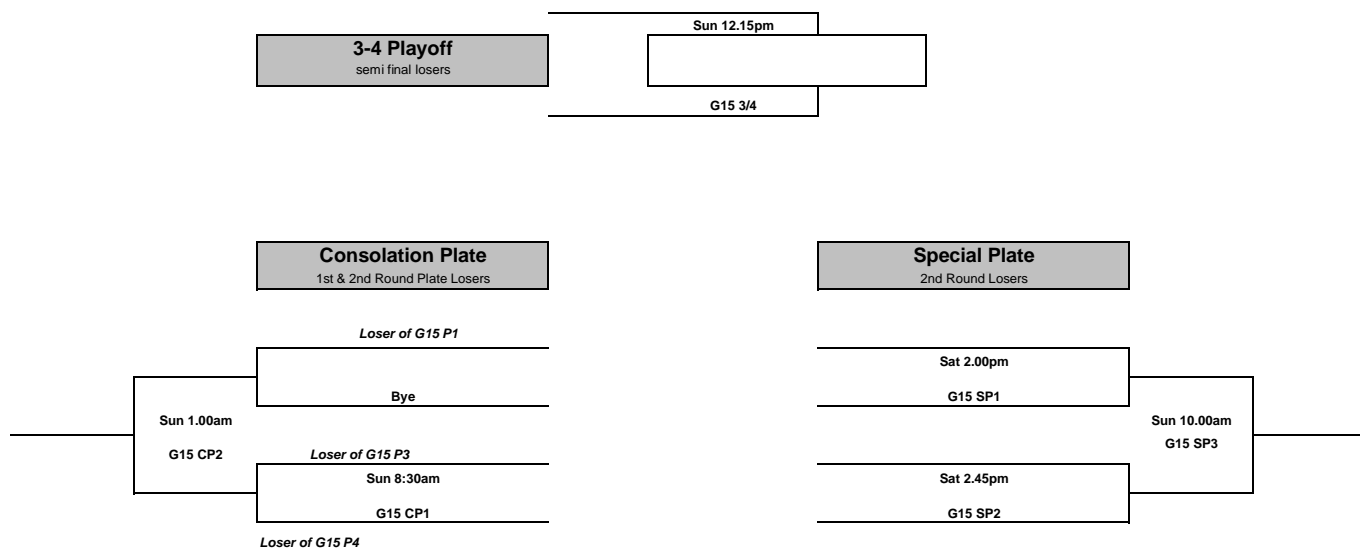 Sun 12.15pm
3-4 Playoff
semi final losers
G15 3/4
Consolation Plate
1st & 2nd Round Plate Losers
Special Plate
2nd Round Losers
Loser of G15 P1
Sat 2.00pm
Bye
G15 SP1
Sun 1.00am
Sun 10.00am
G15 CP2
G15 SP3
Loser of G15 P3
Sun 8:30am
Sat 2.45pm
G15 CP1
G15 SP2
Loser of G15 P4